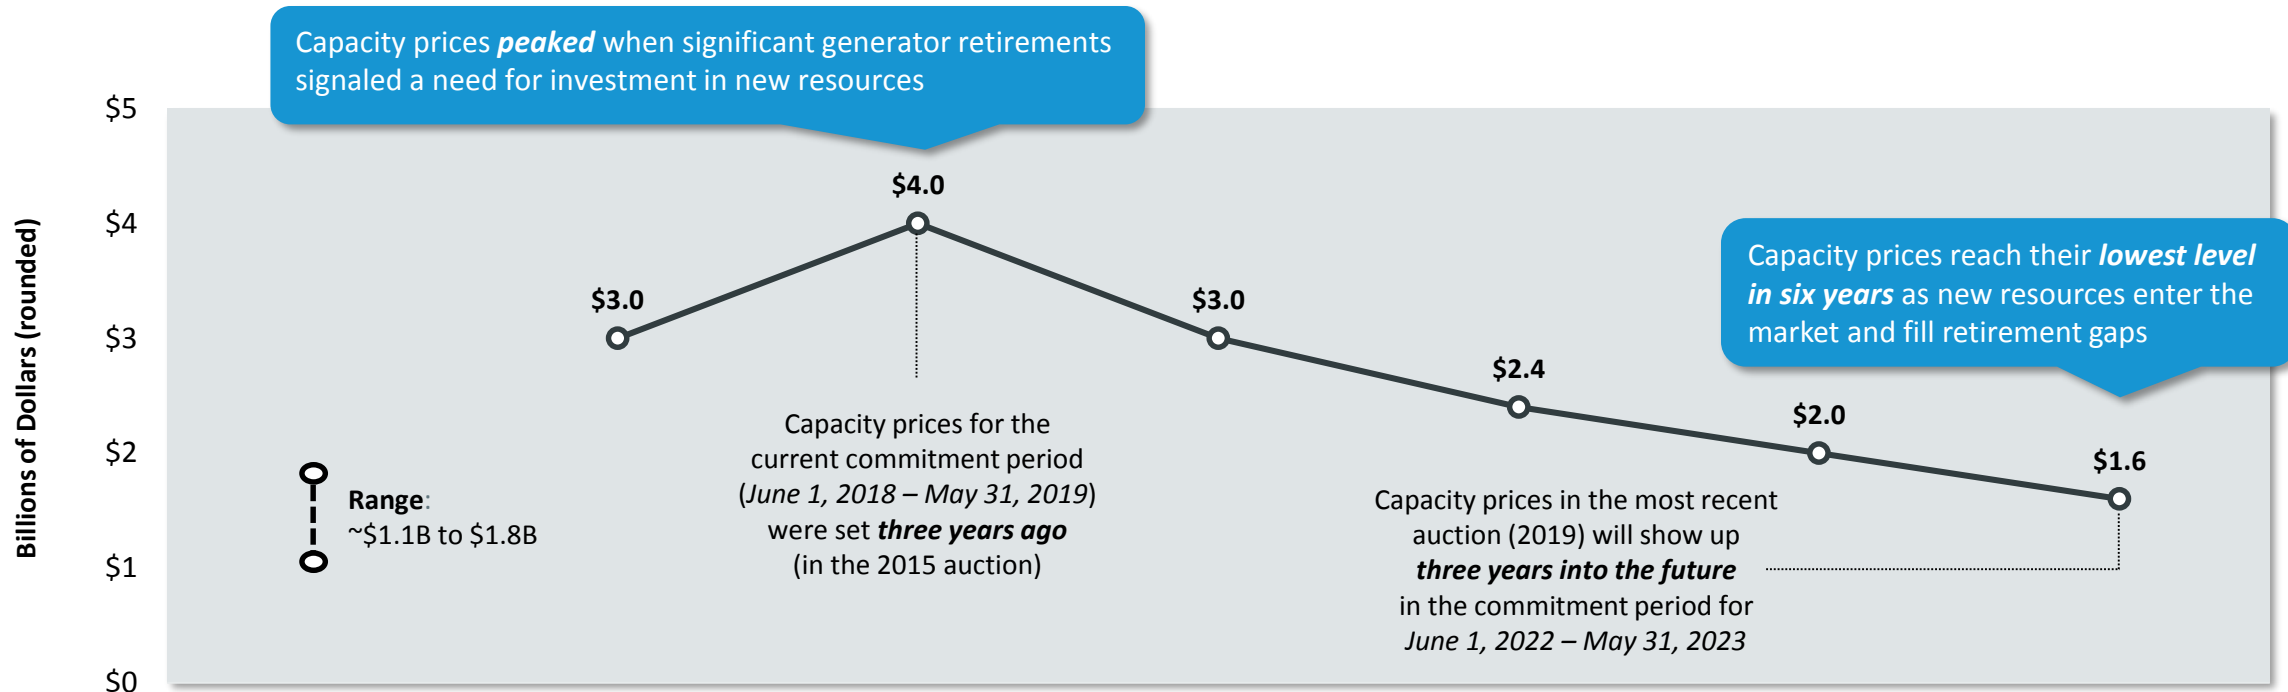 Capacity prices peaked when significant generator retirements
signaled a need for investment in new resources
Billions of Dollars (rounded)
$5
$4
$3
$2
$1
$0
$3.0
$4.0
$3.0
$2.4
$2.0
$1.6
Capacity prices reach their lowest level
in six years as new resources enter the
market and fill retirement gaps
Range:
~$1.1B to $1.8B
Capacity prices for the
current commitment period
(June 1, 2018 – May 31, 2019)
were set three years ago
(in the 2015 auction)
Capacity prices in the most recent
auction (2019) will show up
three years into the future
in the commitment period for
June 1, 2022 – May 31, 2023